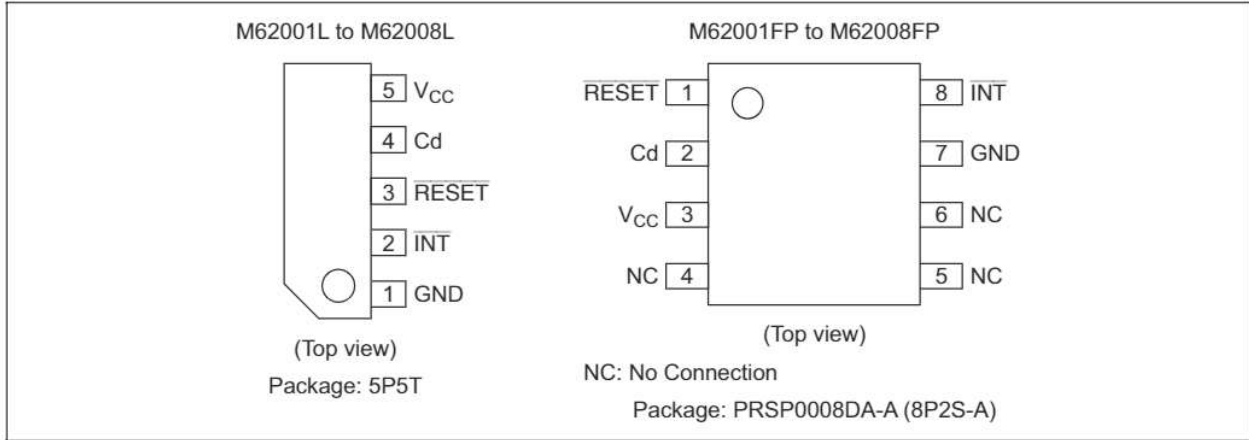 M62001L to M62008L
5 VCC
4 Cd
3 RESET
2 INT
1 GND
(Top view)
Package: 5P5T
M62001FP to M62008FP
RESET 1
8 INT
Cd 2
7 GND
VCC 3
6 NC
NC 4
5 NC
(Top view)
NC: No Connection
Package: PRSP0008DA-A (8P2S-A)